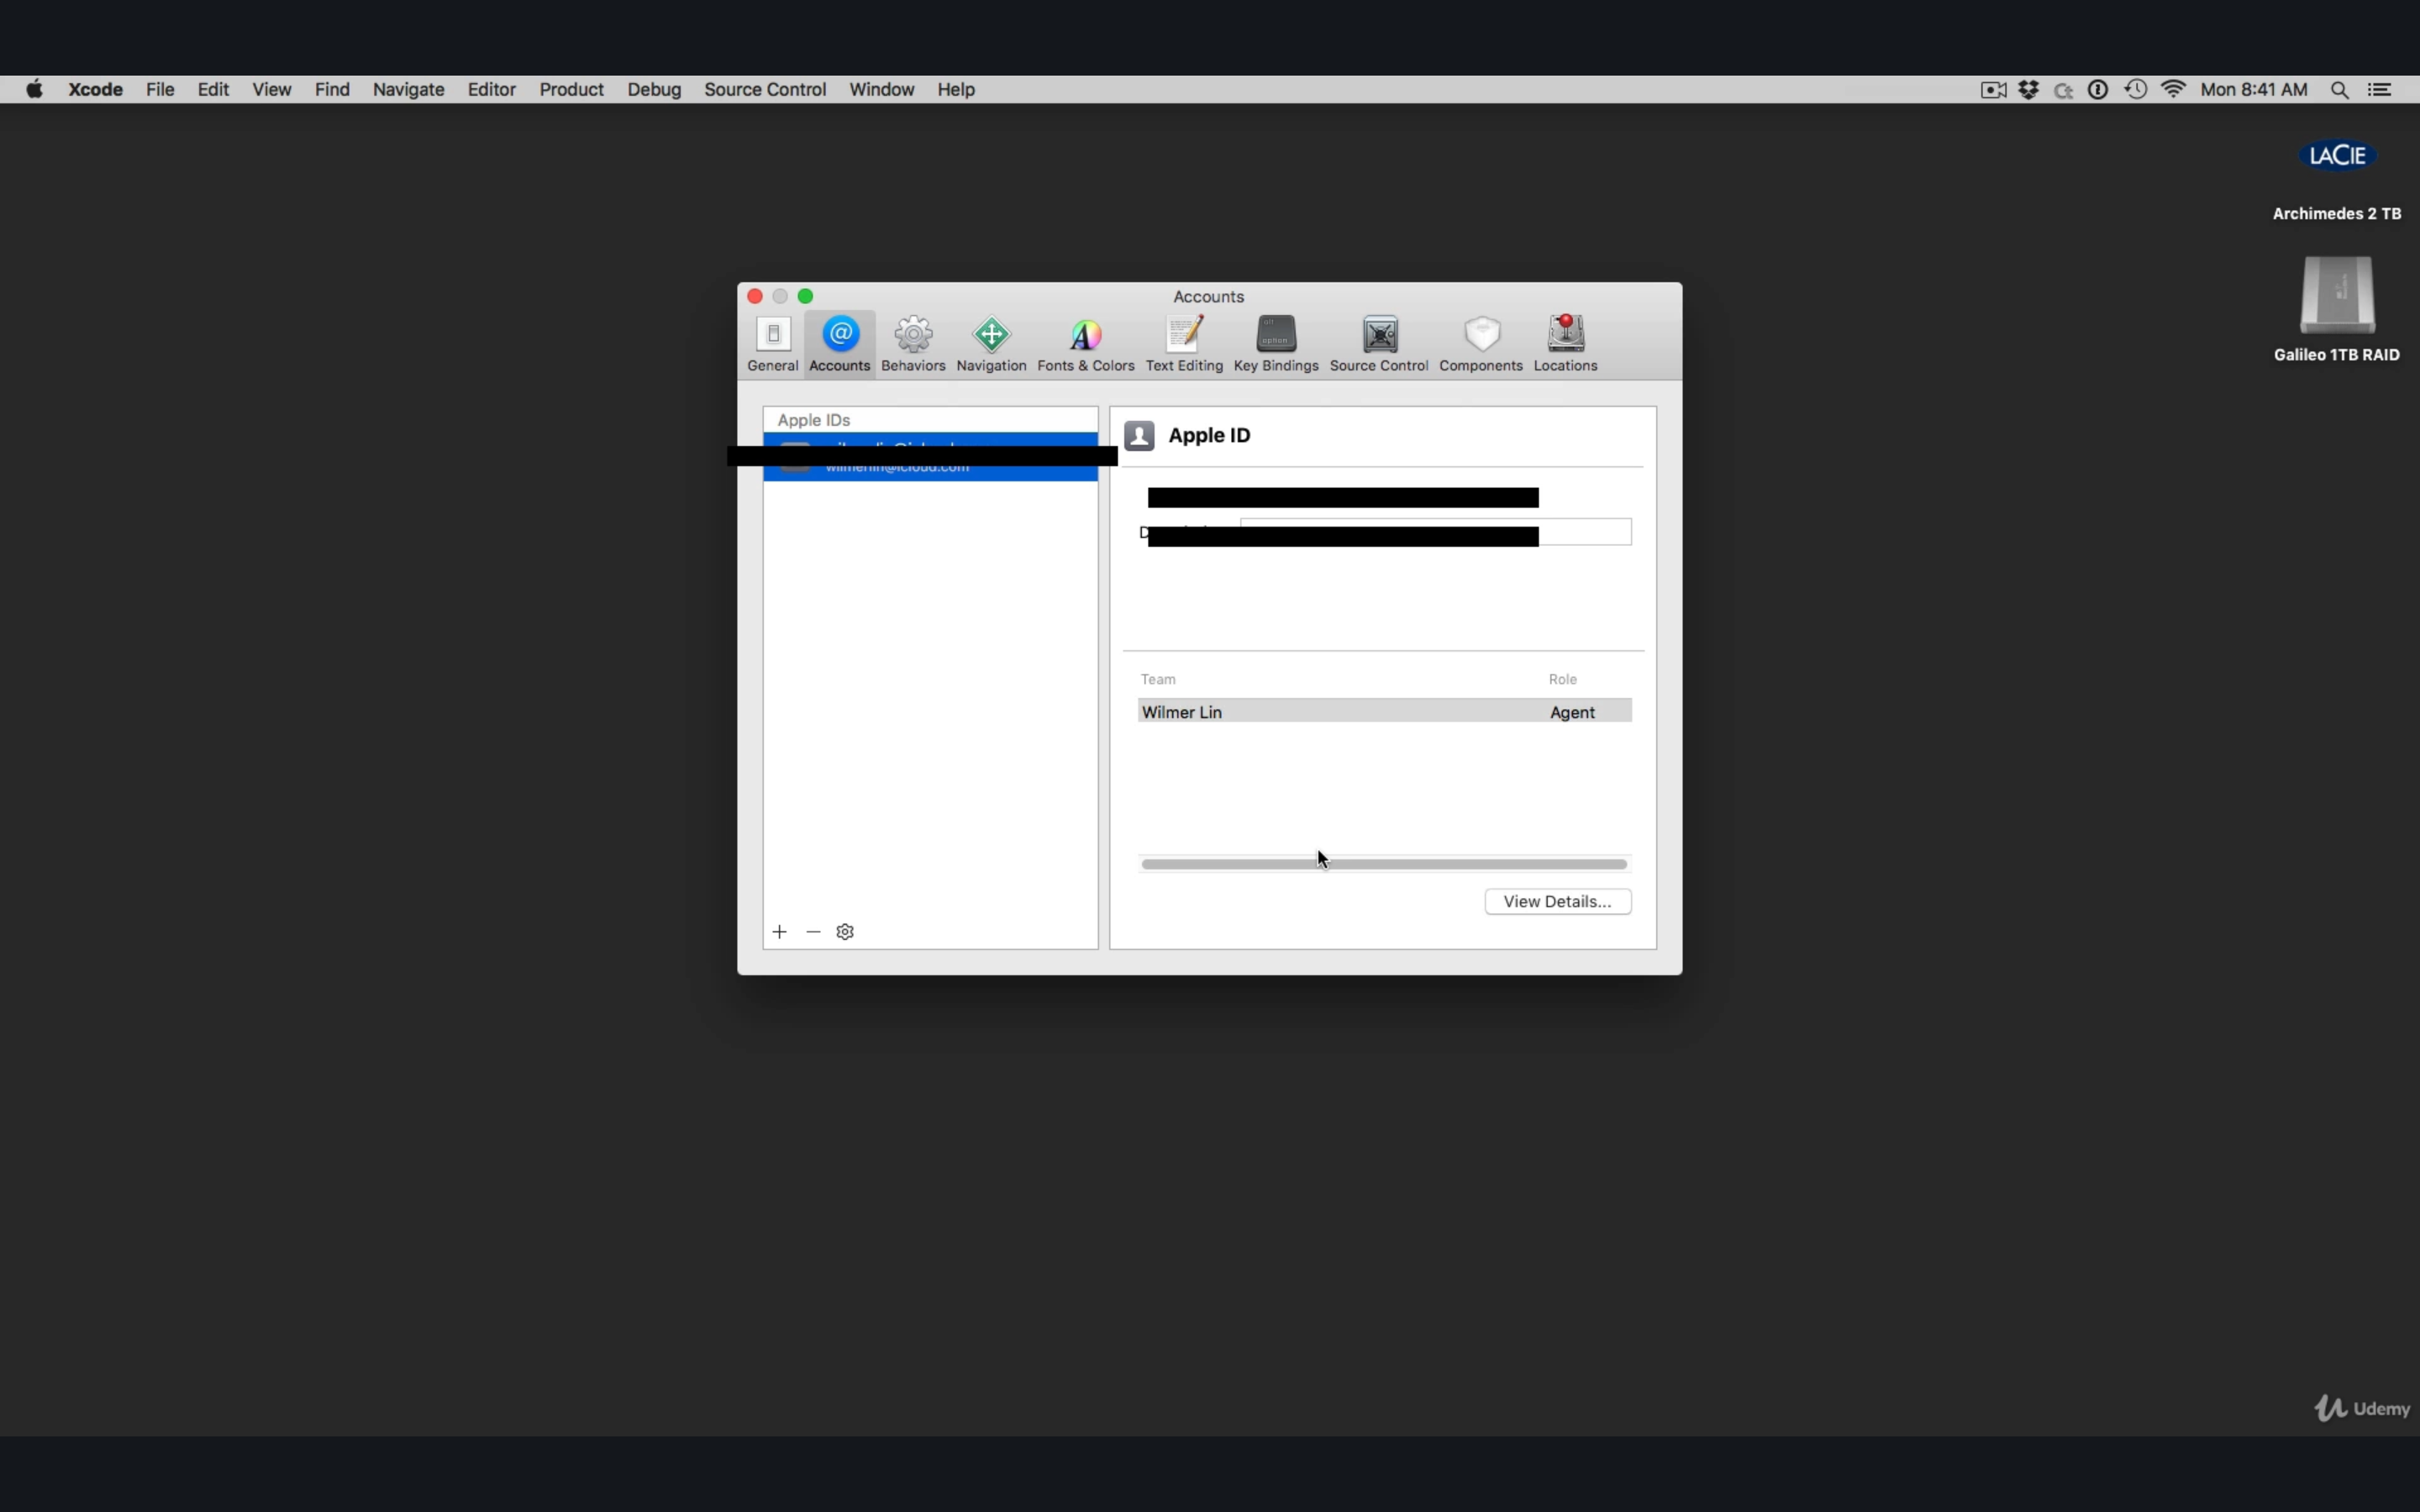 Xcode File Edit View Find Navigate Editor Product Debug Source Control Window Help Mon 8:41 AM
LACIE
Archimedes 2 TB
Galileo 1TB RAID
Accounts
General Accounts Behaviors Navigation Fonts & Colors Text Editing Key Bindings Source Control Components Locations
Apple IDs
Apple ID
Team Role
Wilmer Lin Agent
View Details...
Udemy